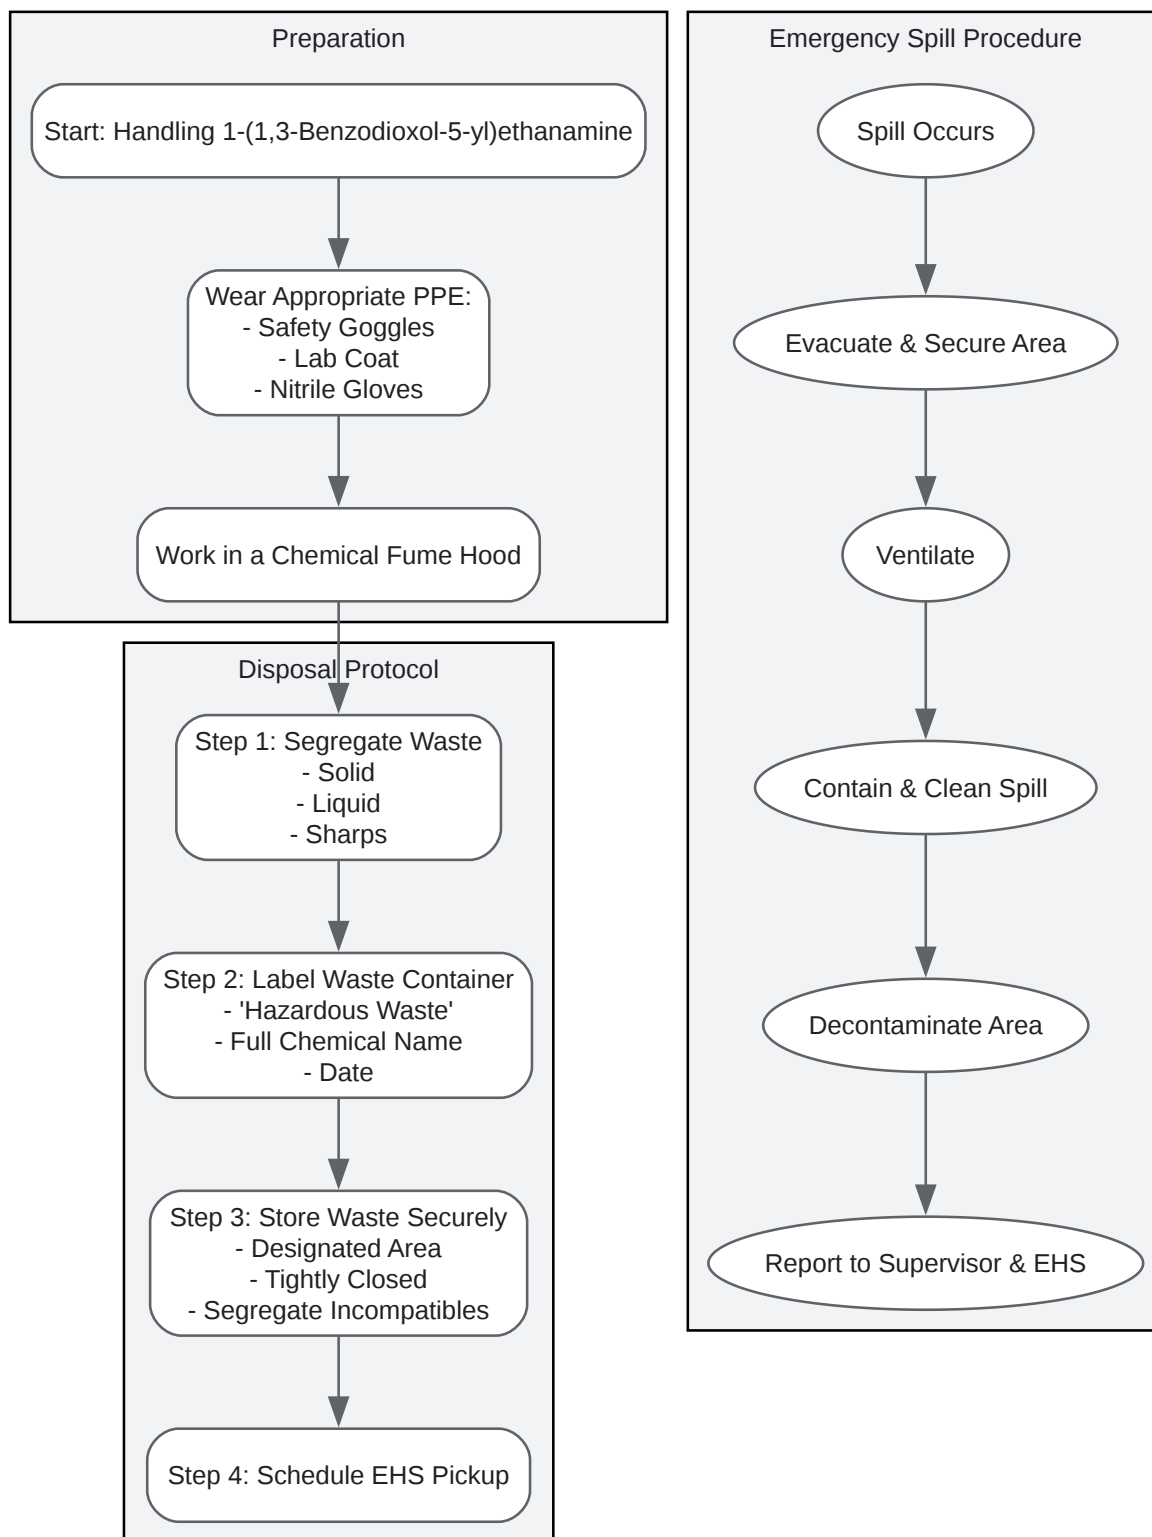 Preparation
Start: Handling 1-(1,3-Benzodioxol-5-yl)ethanamine
Wear Appropriate PPE:
- Safety Goggles
- Lab Coat
- Nitrile Gloves
Work in a Chemical Fume Hood
Disposal Protocol
Step 1: Segregate Waste
- Solid
- Liquid
- Sharps
Step 2: Label Waste Container
- 'Hazardous Waste'
- Full Chemical Name
- Date
Step 3: Store Waste Securely
- Designated Area
- Tightly Closed
- Segregate Incompatibles
Step 4: Schedule EHS Pickup
Emergency Spill Procedure
Spill Occurs
Evacuate & Secure Area
Ventilate
Contain & Clean Spill
Decontaminate Area
Report to Supervisor & EHS